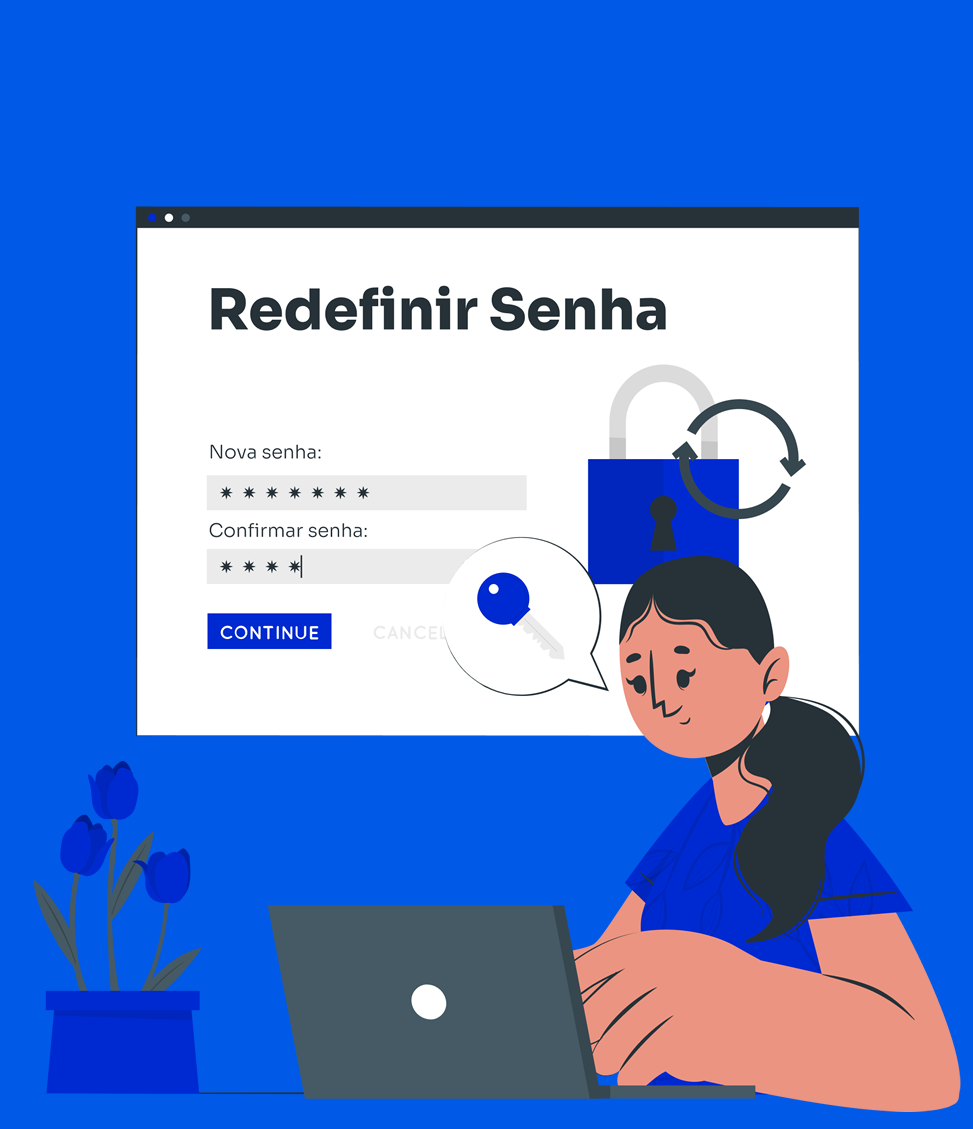 Redefinir Senha
Nova senha:
*******
Confirmar senha:
****
CONTINUE CANCEL